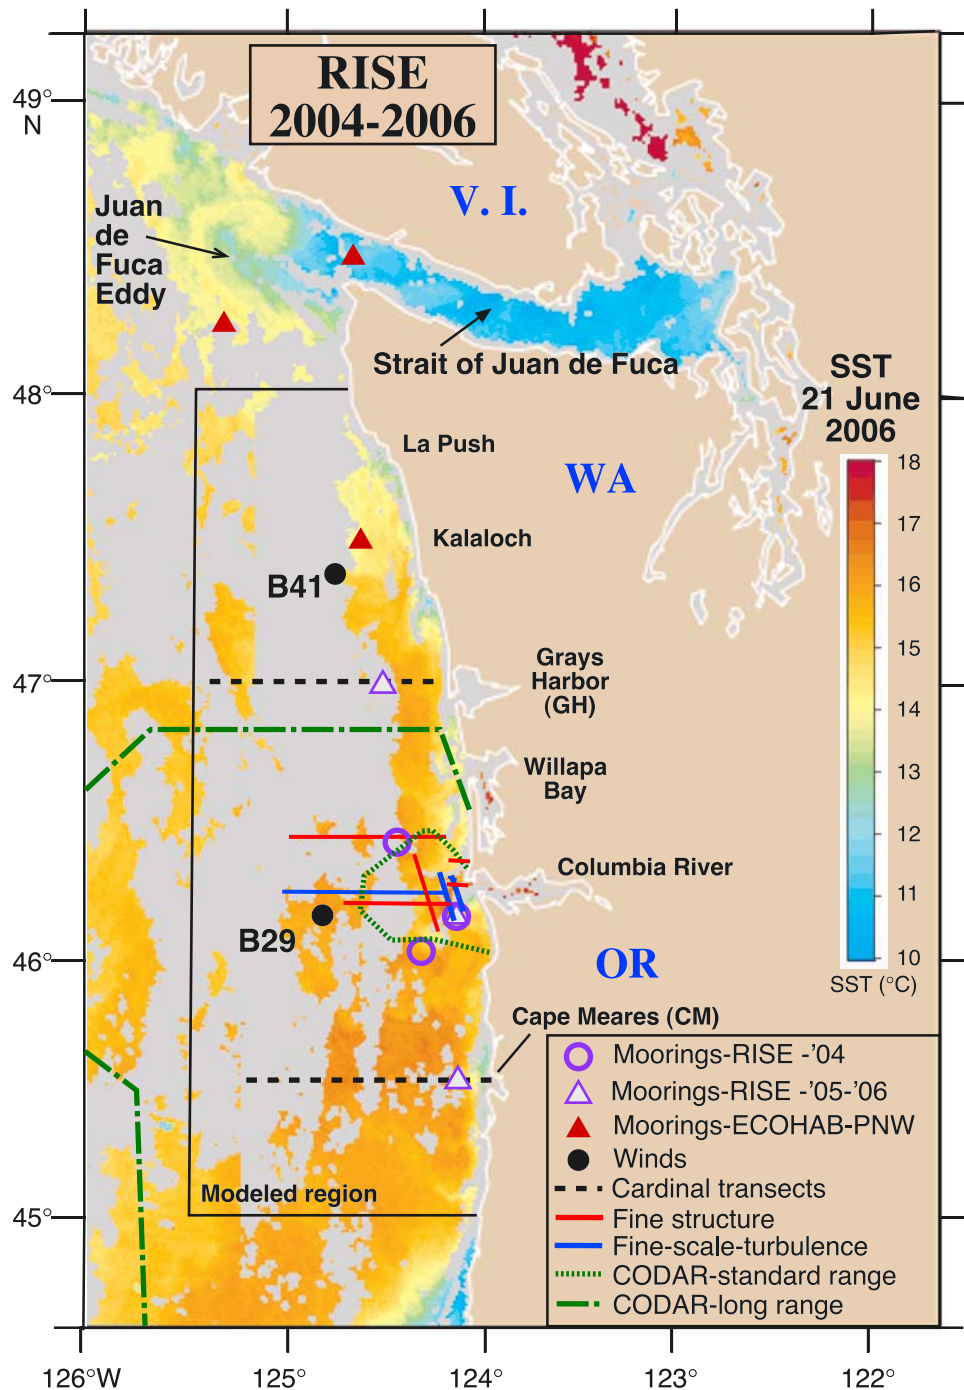 RISE
2004-2006
49°
N
V. I.
Juan
de
Fuca
Eddy
Strait of Juan de Fuca
SST
21 June
2006
48°
La Push
WA
18
17
16
15
14
13
12
11
10
SST (°C)
Kalaloch
B41
Grays
Harbor
(GH)
47°
Willapa
Bay
Columbia River
B29
46°
OR
Cape Meares (CM)
Moorings-RISE -'04
Moorings-RISE -'05-'06
Moorings-ECOHAB-PNW
Winds
Cardinal transects
Fine structure
Fine-scale-turbulence
CODAR-standard range
CODAR-long range
Modeled region
45°
126°W
125°
124°
123°
122°